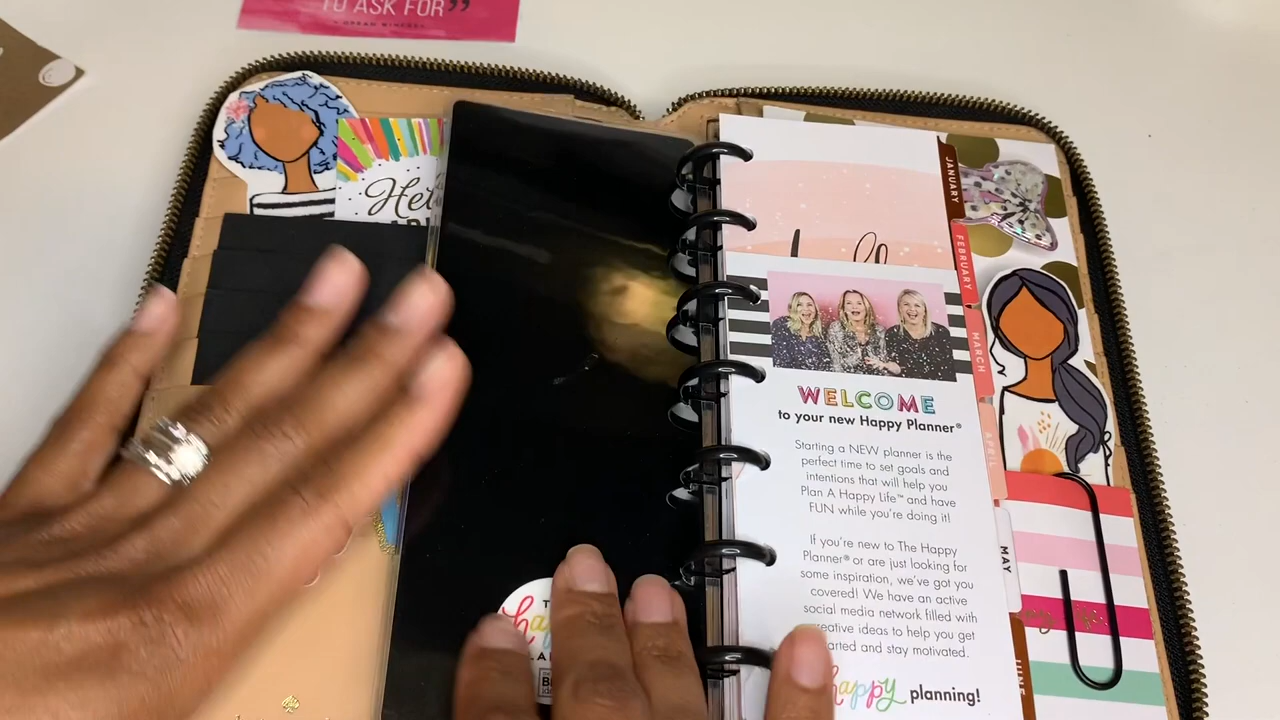 TO ASK FOR”
- OPRAH WINFREY
JANUARY
FEBRUARY
MARCH
APRIL
MAY
JUNE
WELCOME
to your new Happy Planner®
Starting a NEW planner is the
perfect time to set goals and
intentions that will help you
Plan A Happy Life™ and have
FUN while you're doing it!
If you're new to The Happy
Planner® or are just looking for
some inspiration, we've got you
covered! We have an active
social media network filled with
creative ideas to help you get
started and stay motivated.
happy planning!